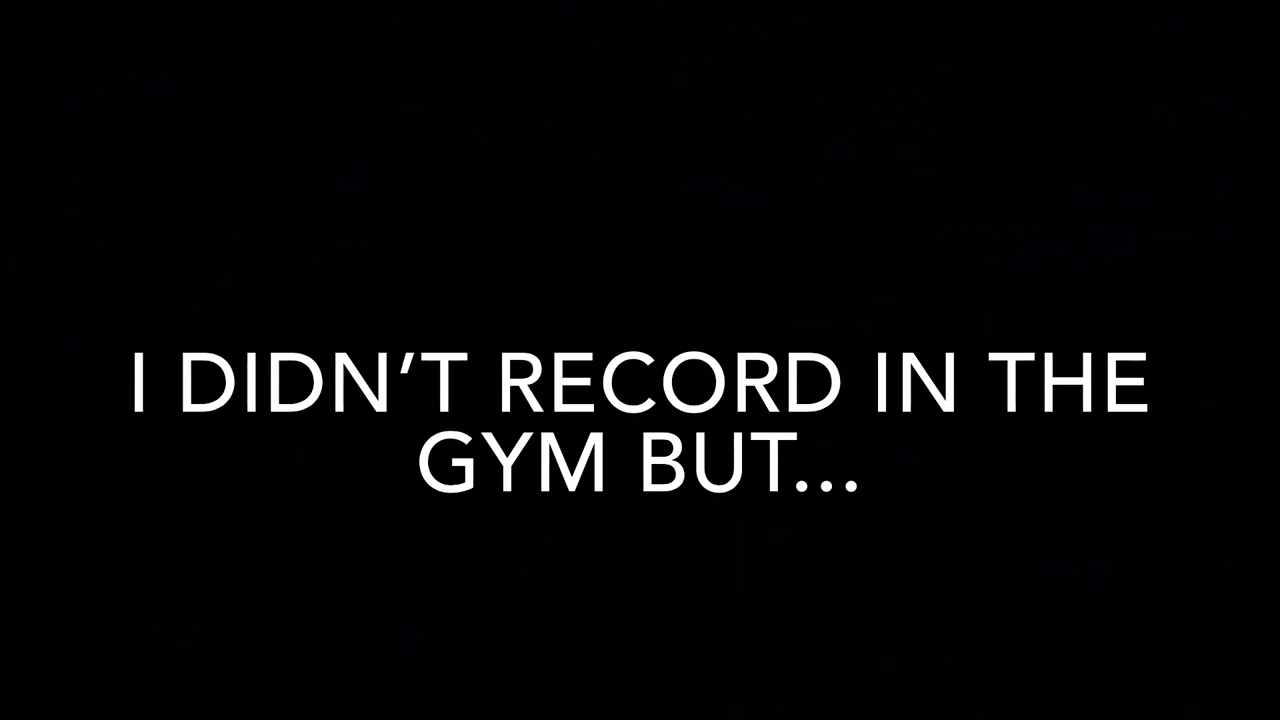 I DIDN’T RECORD IN THE
GYM BUT...